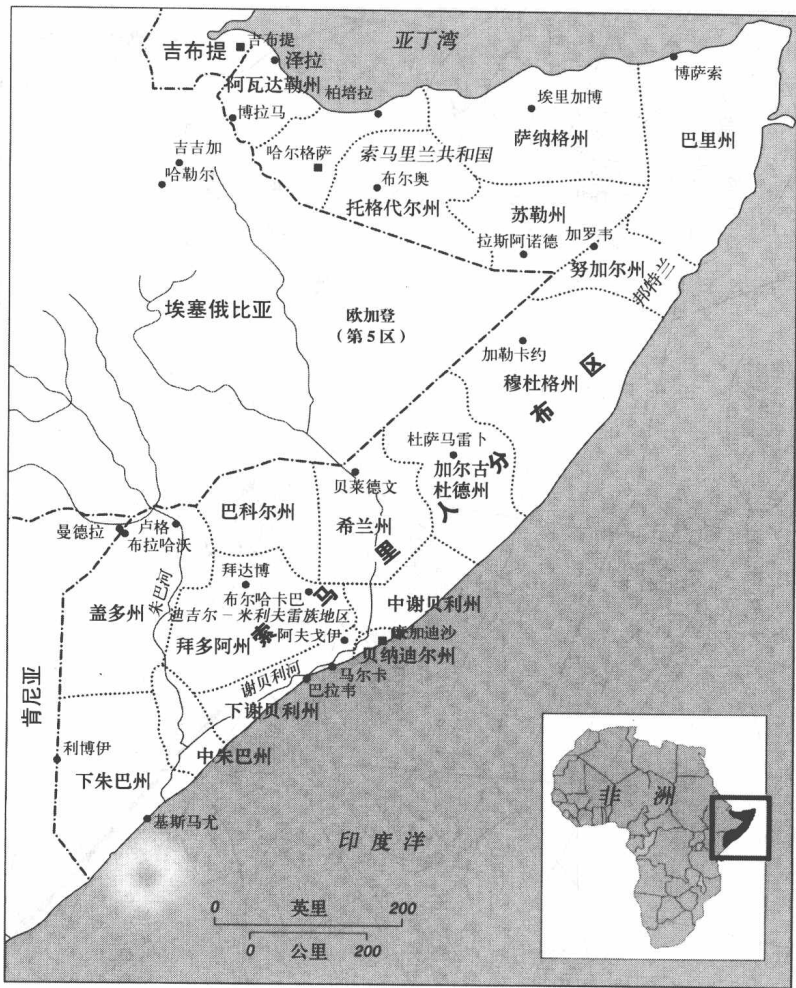 亚丁湾
吉布提
吉布提
泽拉
阿瓦达勒州
柏培拉
博萨索
埃里加博
博拉马
萨纳格州
巴里州
吉吉加
哈勒尔
哈尔格萨
索马里兰共和国
布尔奥
托格代尔州
苏勒州
拉斯阿诺德
加罗韦
努加尔州
邦特兰
埃塞俄比亚
欧加登
（第5区）
加勒卡约
穆杜格州
索马里人分布区
杜萨马雷卜
加尔古
杜德州
贝莱德文
希兰州
巴科尔州
曼德拉
卢格
布拉哈沃
拜达博
布尔哈卡巴
迪吉尔－米利夫雷族地区
盖多州
朱巴河
拜多阿州
阿夫戈伊
中谢贝利州
摩加迪沙
贝纳迪尔州
马尔卡
谢贝利河
巴拉韦
下谢贝利州
肯尼亚
利博伊
下朱巴州
中朱巴州
基斯马尤
印度洋
非洲
0 英里 200
0 公里 200